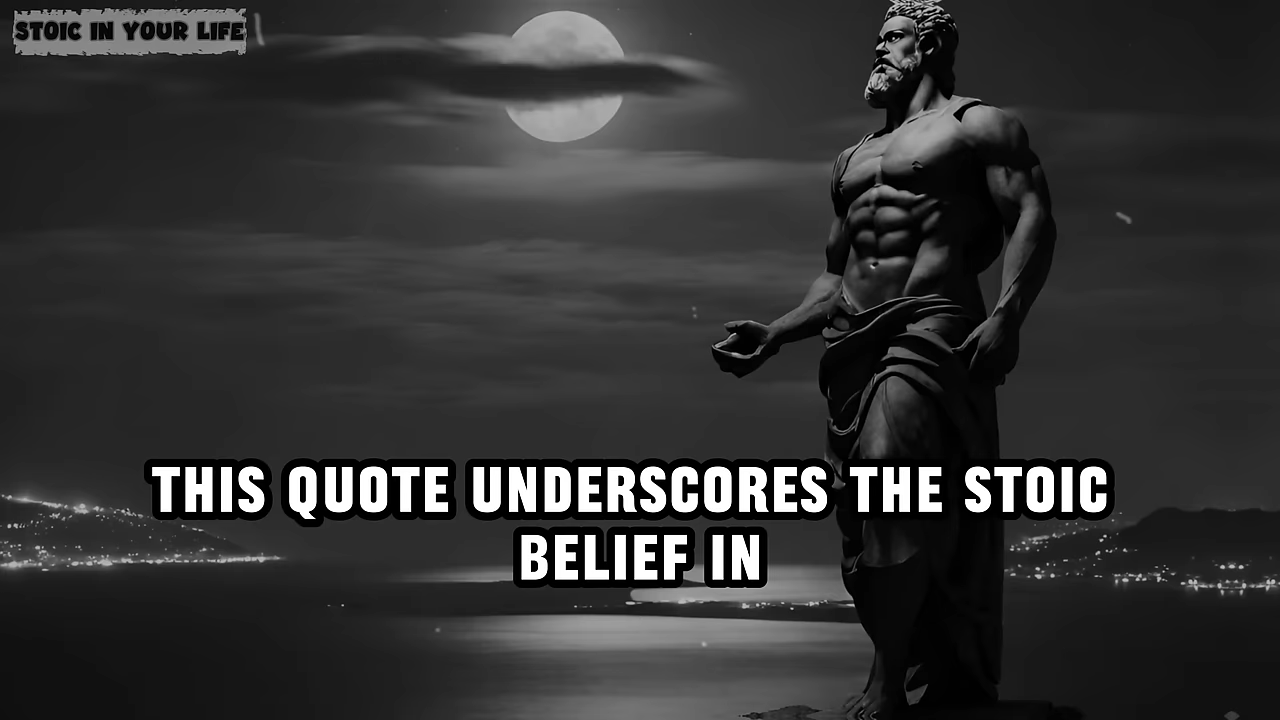 STOIC IN YOUR LIFE
THIS QUOTE UNDERSCORES THE STOIC
BELIEF IN